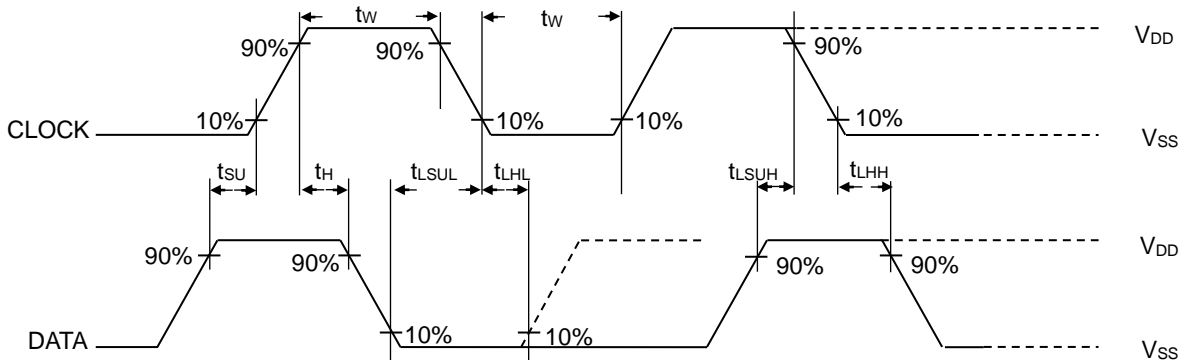 tW tW
90% 90% 90% VDD
CLOCK 10% 10% 10% 10% VSS
tSU tH tLSUL tLHL tLSUH tLHH
90% 90% 90% 90% VDD
DATA 10% 10% VSS